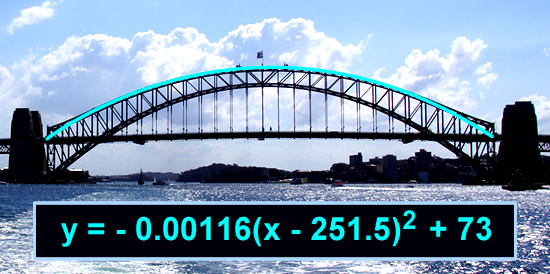 y = - 0.00116(x - 251.5)² + 73